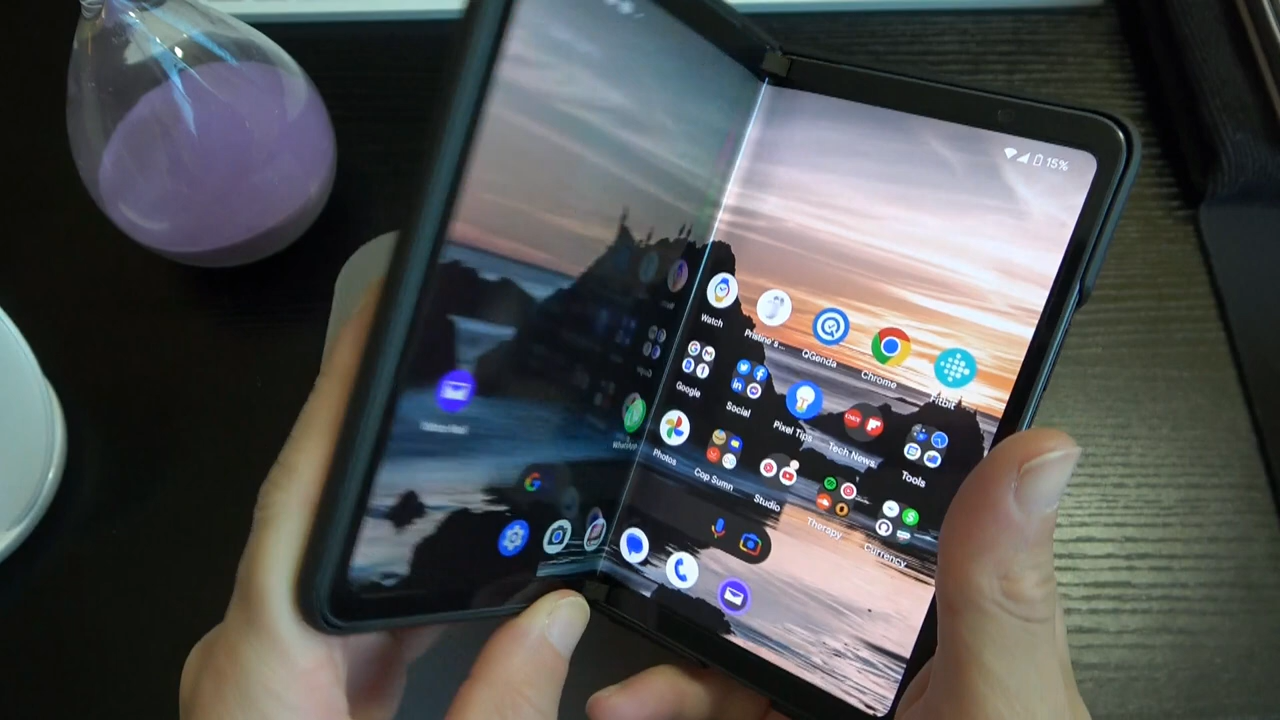 15%
Watch
Pristine's...
QGenda
Chrome
Fitbit
Google
Social
Pixel Tips
Tech News
Tools
Photos
Cop Sumn
Studio
Therapy
Currency
WhatsApp